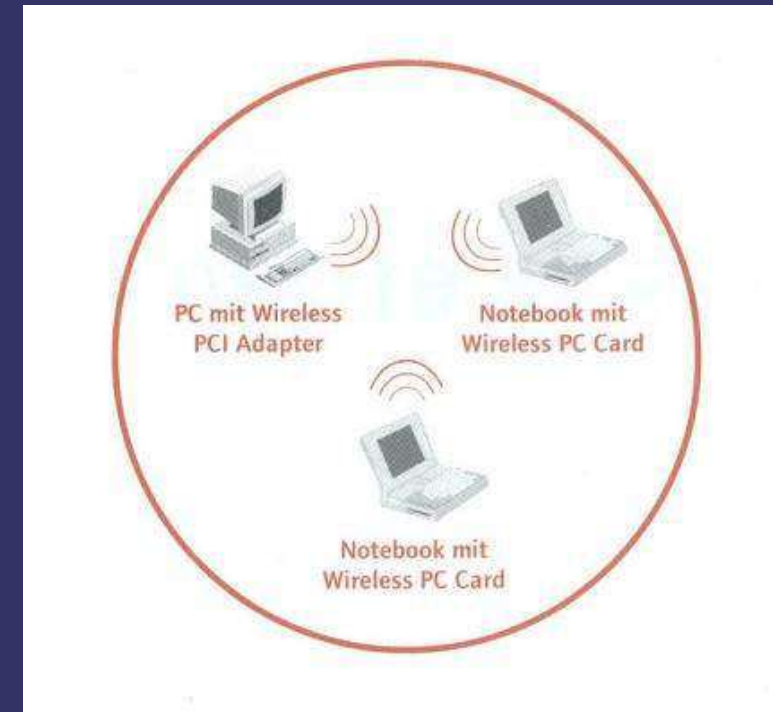 PC mit Wireless
PCI Adapter
Notebook mit
Wireless PC Card
Notebook mit
Wireless PC Card